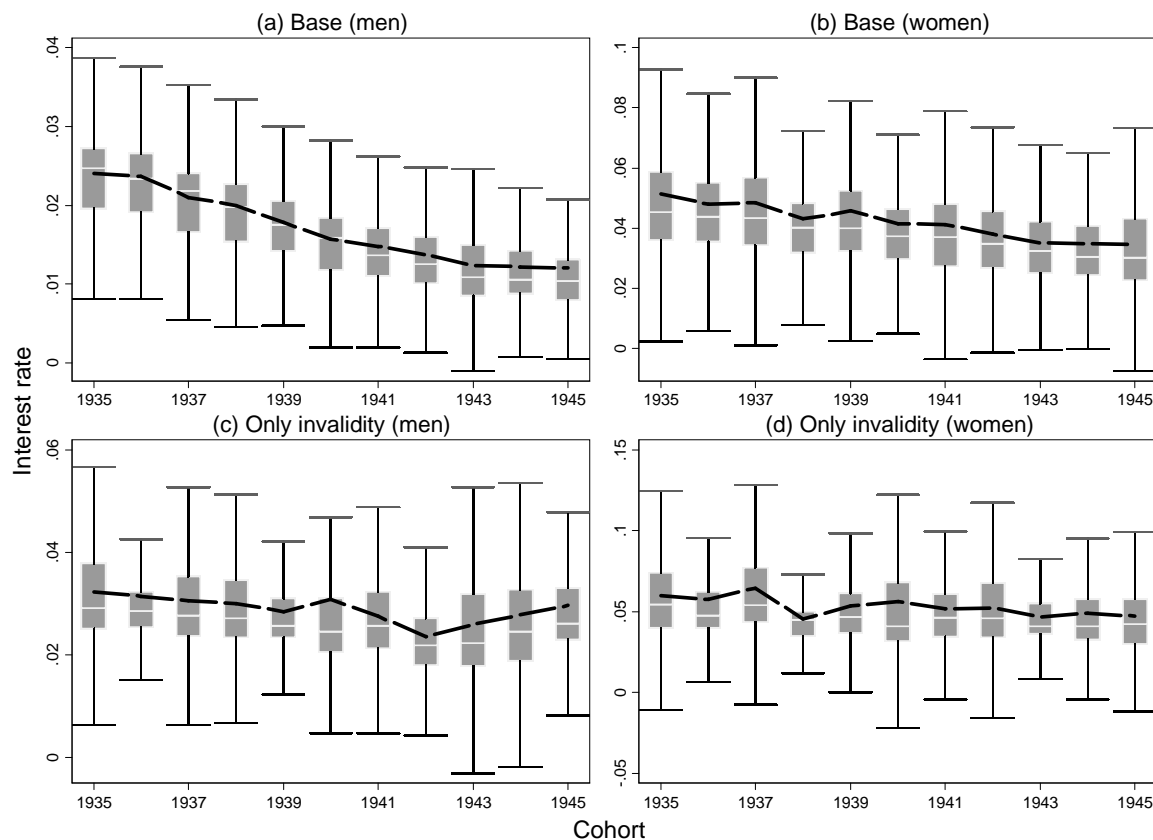 (a) Base (men)
.04
.03
.02
.01
0
1935 1937 1939 1941 1943 1945
(b) Base (women)
.1
.08
.06
.04
.02
0
1935 1937 1939 1941 1943 1945
(c) Only invalidity (men)
.06
.04
.02
0
1935 1937 1939 1941 1943 1945
(d) Only invalidity (women)
.15
.1
.05
0
-.05
1935 1937 1939 1941 1943 1945
Interest rate
Cohort